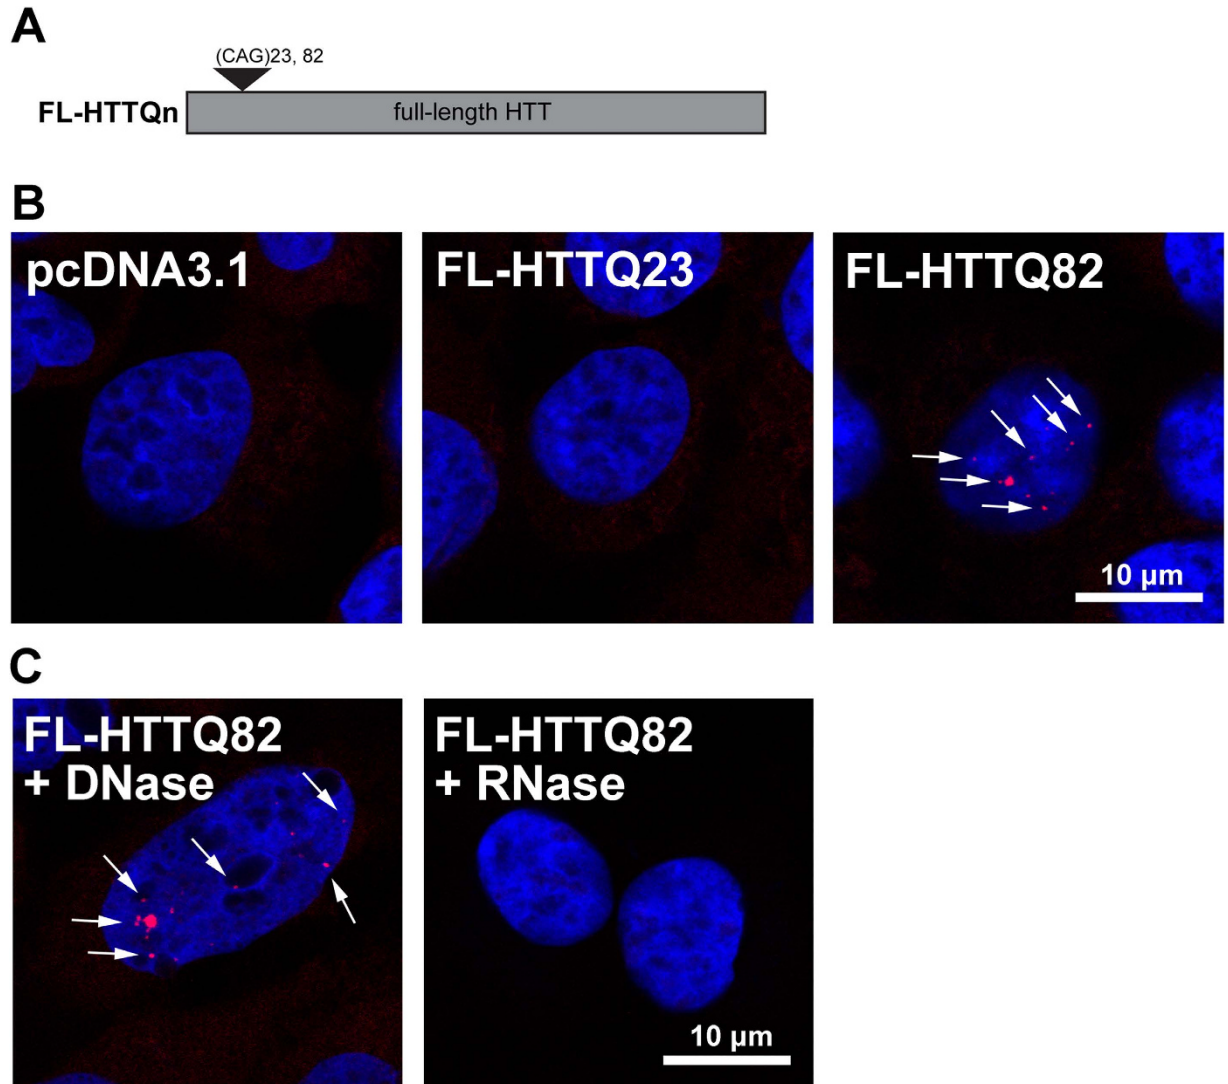 A
(CAG)23, 82
FL-HTTQn
full-length HTT
B
pcDNA3.1
FL-HTTQ23
FL-HTTQ82
10 µm
C
FL-HTTQ82
+ DNase
FL-HTTQ82
+ RNase
10 µm